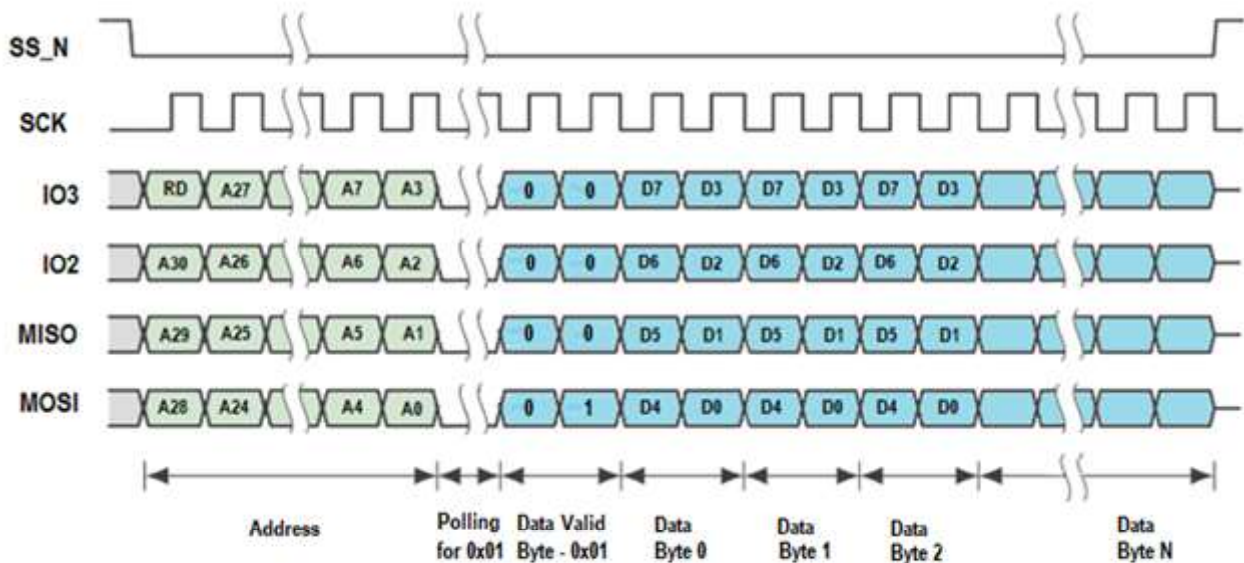 SS_N
SCK
IO3 RD A27 A7 A3 0 0 D7 D3 D7 D3 D7 D3
IO2 A30 A26 A6 A2 0 0 D6 D2 D6 D2 D6 D2
MISO A29 A25 A5 A1 0 0 D5 D1 D5 D1 D5 D1
MOSI A28 A24 A4 A0 0 1 D4 D0 D4 D0 D4 D0
Address
Polling
for 0x01
Data Valid
Byte - 0x01
Data
Byte 0
Data
Byte 1
Data
Byte 2
Data
Byte N